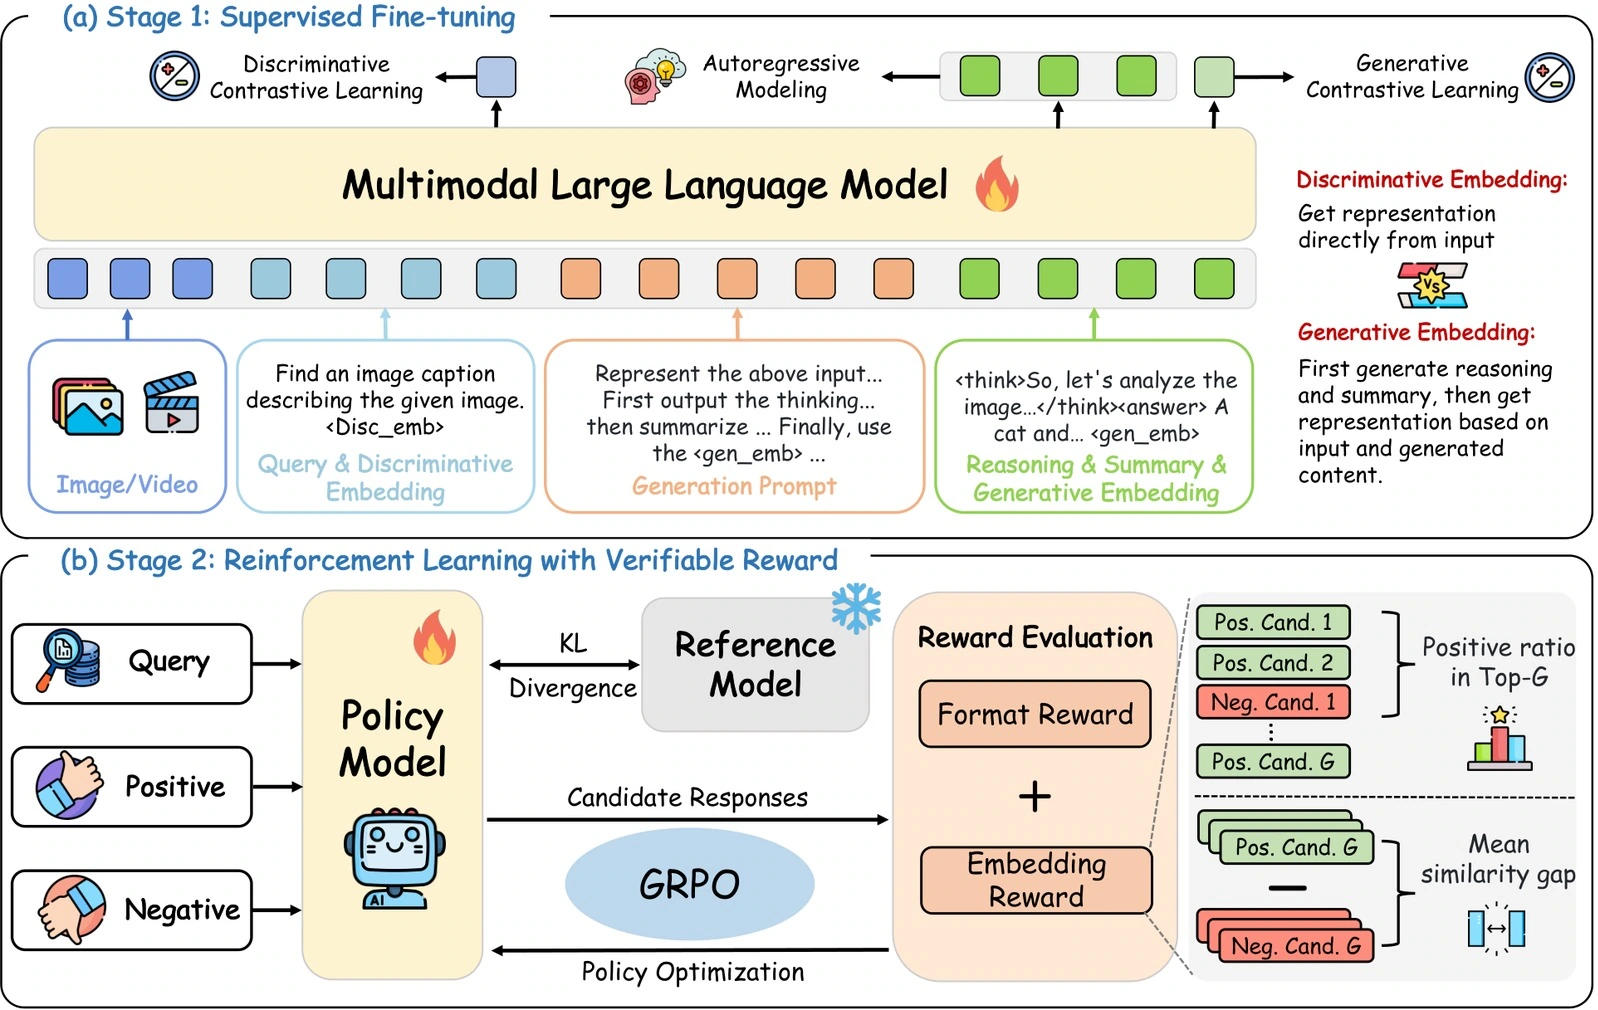 (a) Stage 1: Supervised Fine-tuning
Discriminative
Contrastive Learning
Autoregressive
Modeling
Generative
Contrastive Learning
Multimodal Large Language Model
Discriminative Embedding:
Get representation
directly from input
VS
Generative Embedding:
First generate reasoning
and summary, then get
representation based on
input and generated
content.
Image/Video
Find an image caption
describing the given image.
<Disc_emb>
Query & Discriminative
Embedding
Represent the above input...
First output the thinking...
then summarize ... Finally, use
the <gen_emb> ...
Generation Prompt
<think>So, let's analyze the
image...</think><answer> A
cat and... <gen_emb>
Reasoning & Summary &
Generative Embedding
(b) Stage 2: Reinforcement Learning with Verifiable Reward
Query
Positive
Negative
Policy
Model
AI
KL
Divergence
Reference
Model
Candidate Responses
GRPO
Policy Optimization
Reward Evaluation
Format Reward
+
Embedding
Reward
Pos. Cand. 1
Pos. Cand. 2
Neg. Cand. 1
Pos. Cand. G
Positive ratio
in Top-G
Pos. Cand. G
Neg. Cand. G
Mean
similarity gap